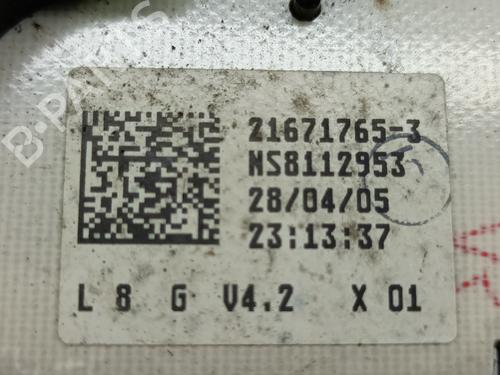 21671765-3
NS8112953
28/04/05
23:13:37
L 8 G V4.2 X 01
B-PARTS